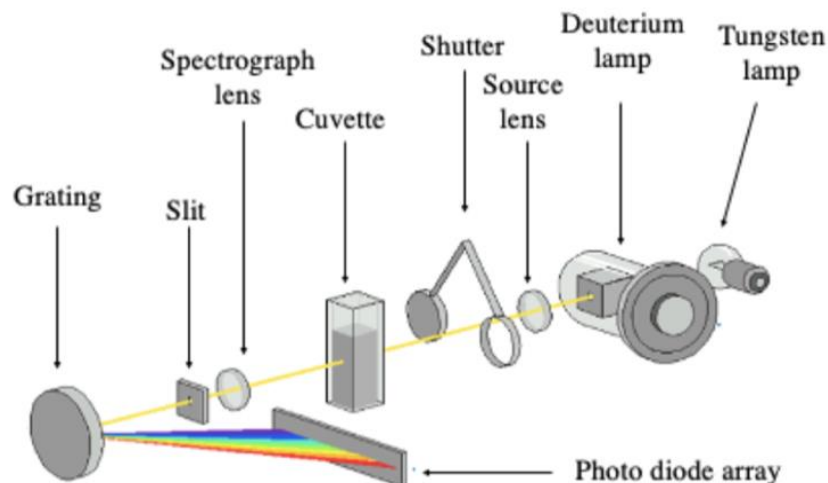 Deuterium
lamp
Tungsten
lamp
Shutter
Source
lens
Spectrograph
lens
Cuvette
Grating
Slit
Photo diode array